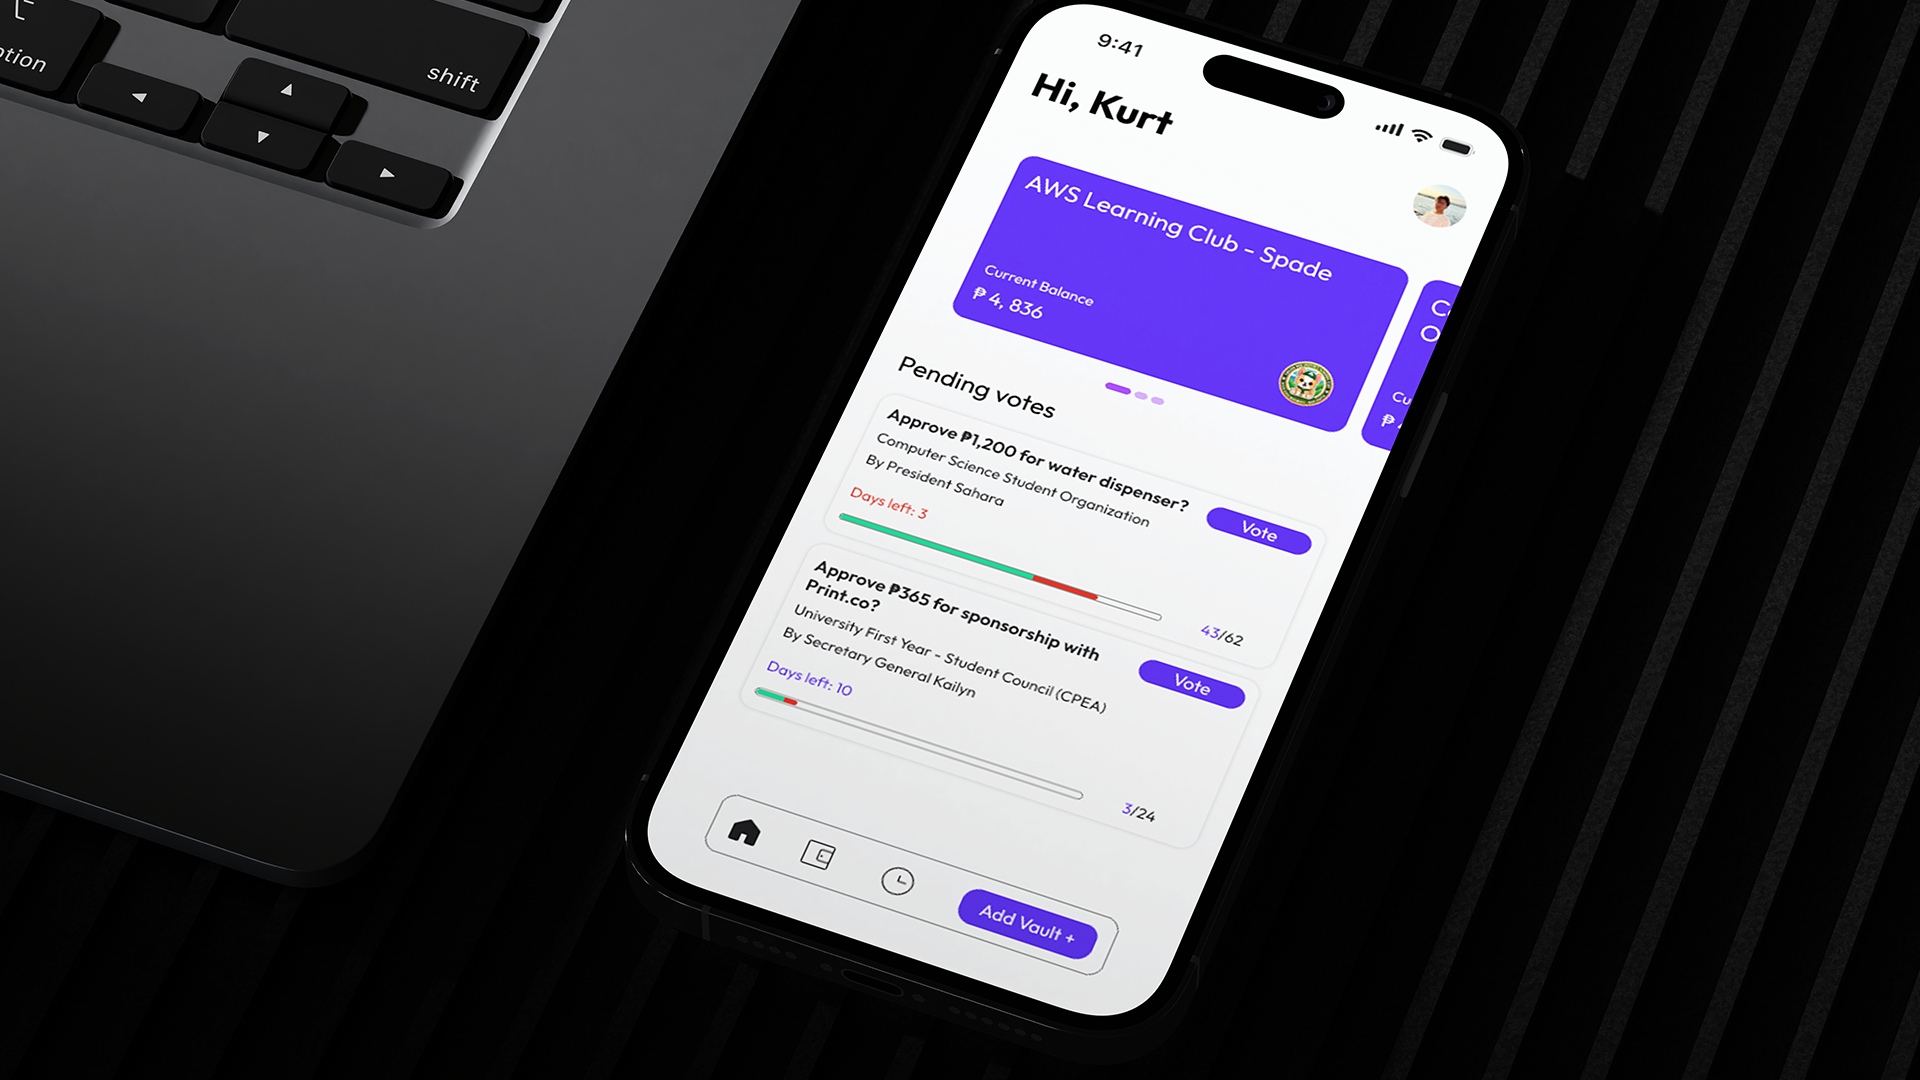 shift
9:41
Hi, Kurt
AWS Learning Club - Spade
Current Balance
₱ 4, 836
Pending votes
Approve ₱1,200 for water dispenser?
Computer Science Student Organization
By President Sahara
Days left: 3
Vote
43/62
Approve ₱365 for sponsorship with
Print.co?
University First Year - Student Council (CPEA)
By Secretary General Kailyn
Days left: 10
Vote
3/24
Add Vault +